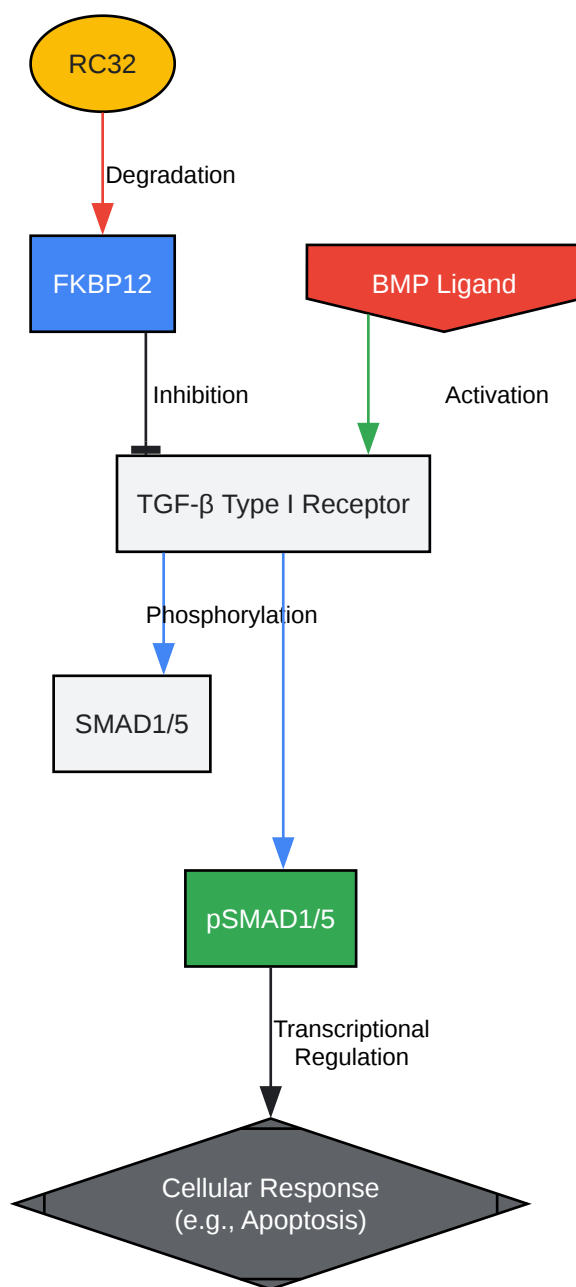 RC32
Degradation
FKBP12
BMP Ligand
Inhibition
Activation
TGF-β Type I Receptor
Phosphorylation
SMAD1/5
pSMAD1/5
Transcriptional
Regulation
Cellular Response
(e.g., Apoptosis)